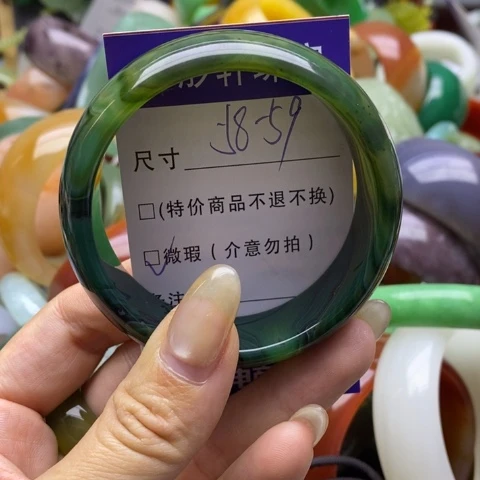 尺寸 58-59
□(特价商品不退不换)
☑微瑕(介意勿拍)